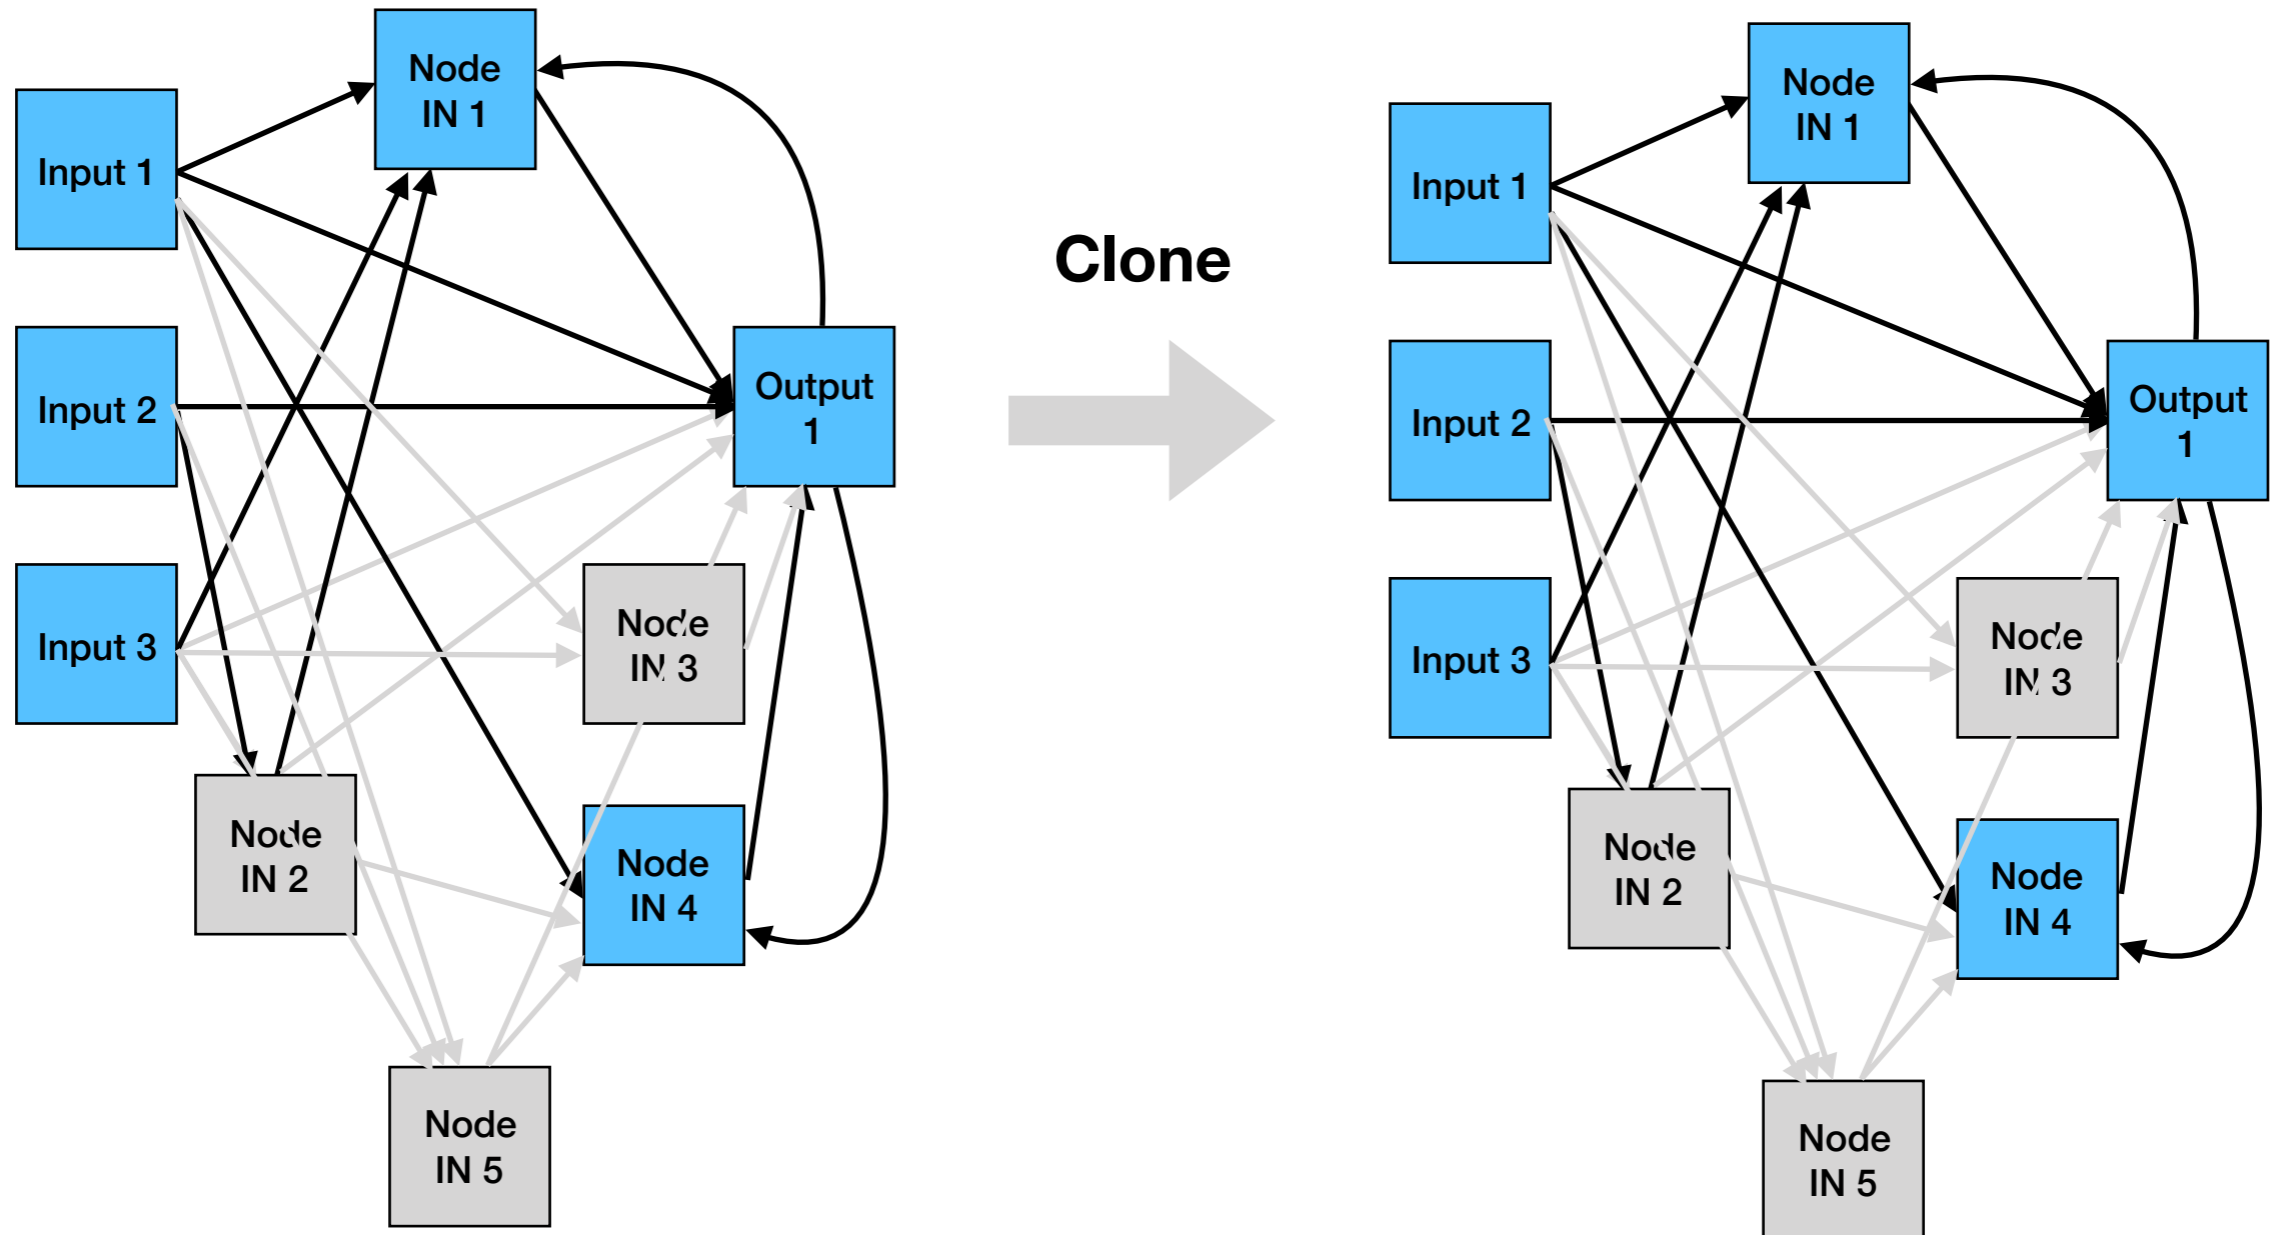 Node
IN 1
Input 1
Input 2
Output
1
Input 3
Node
IN 3
Node
IN 2
Node
IN 4
Node
IN 5
Clone
Node
IN 1
Input 1
Input 2
Output
1
Input 3
Node
IN 3
Node
IN 2
Node
IN 4
Node
IN 5